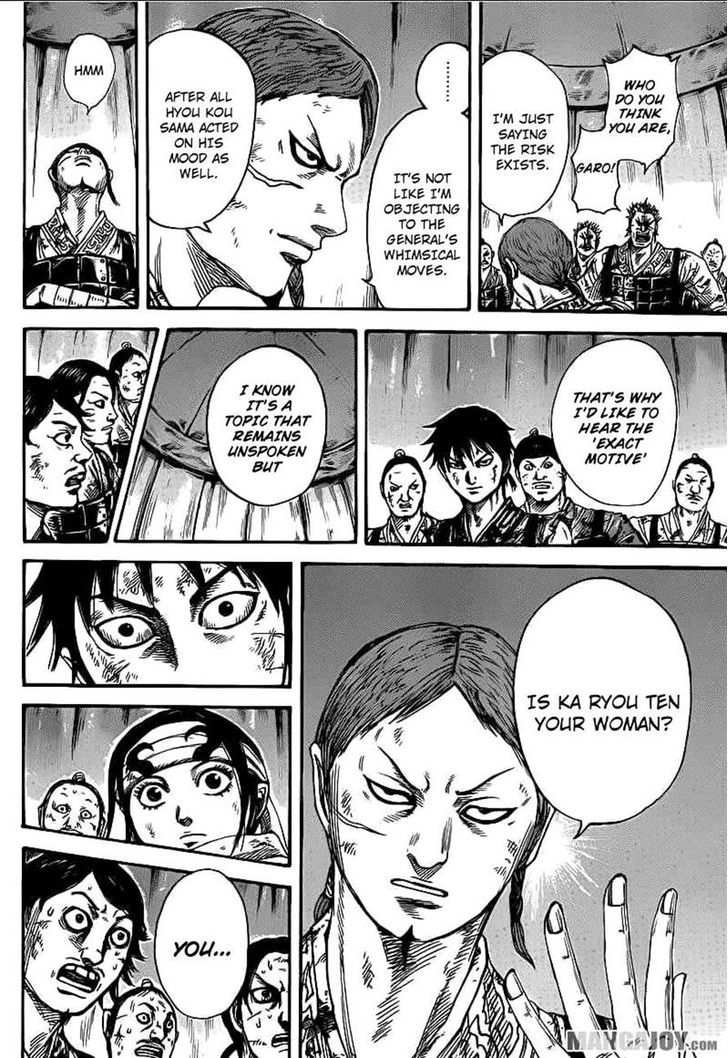 WHO
DO YOU
THINK
YOU ARE,
GARO!
I'M JUST
SAYING
THE RISK
EXISTS.
........
IT'S NOT
LIKE I'M
OBJECTING
TO THE
GENERAL'S
WHIMSICAL
MOVES.
AFTER ALL
HYOU KOU
SAMA ACTED
ON HIS
MOOD AS
WELL.
HMM
THAT'S WHY
I'D LIKE TO
HEAR THE
'EXACT
MOTIVE'
I KNOW
IT'S A
TOPIC THAT
REMAINS
UNSPOKEN
BUT
IS KA RYOU TEN
YOUR WOMAN?
YOU...
MANGAJOY.COM